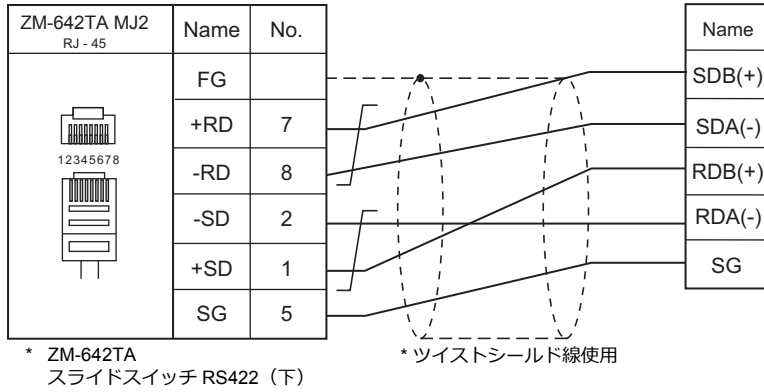 ZM-642TA MJ2
RJ - 45
Name No.
Name
FG
SDB(+)
+RD 7
SDA(-)
12345678
-RD 8
RDB(+)
-SD 2
RDA(-)
+SD 1
SG
SG 5
* ZM-642TA
スライドスイッチ RS422（下）
* ツイストシールド線使用